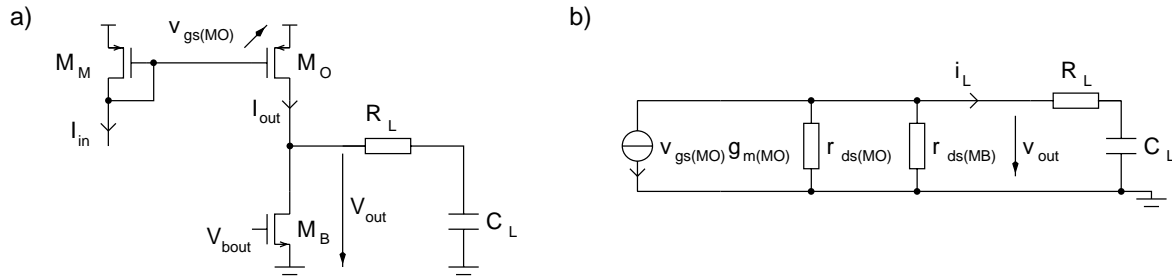 a)
v gs(MO)
M M
M O
I in
I out
R L
V bout
M B
V out
C L
b)
i L
R L
v gs(MO) g m(MO)
r ds(MO)
r ds(MB)
v out
C L